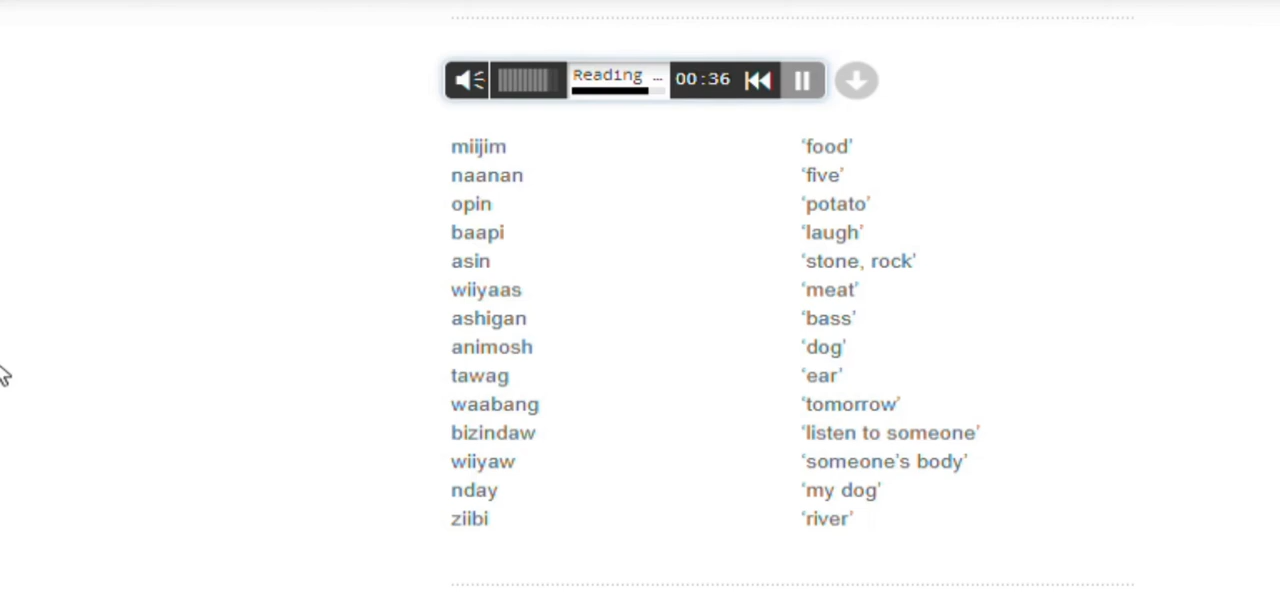 Reading …
00:36
miijim ‘food’
naanan ‘five’
opin ‘potato’
baapi ‘laugh’
asin ‘stone, rock’
wiiyaas ‘meat’
ashigan ‘bass’
animosh ‘dog’
tawag ‘ear’
waabang ‘tomorrow’
bizindaw ‘listen to someone’
wiiyaw ‘someone’s body’
nday ‘my dog’
ziibi ‘river’